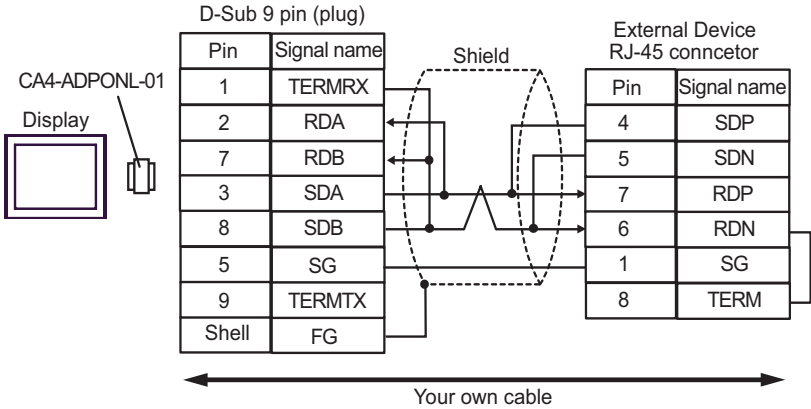 D-Sub 9 pin (plug)
External Device
RJ-45 conncetor
Shield
CA4-ADPONL-01
Display
Pin Signal name
1 TERMRX
2 RDA
7 RDB
3 SDA
8 SDB
5 SG
9 TERMTX
Shell FG
Pin Signal name
4 SDP
5 SDN
7 RDP
6 RDN
1 SG
8 TERM
Your own cable